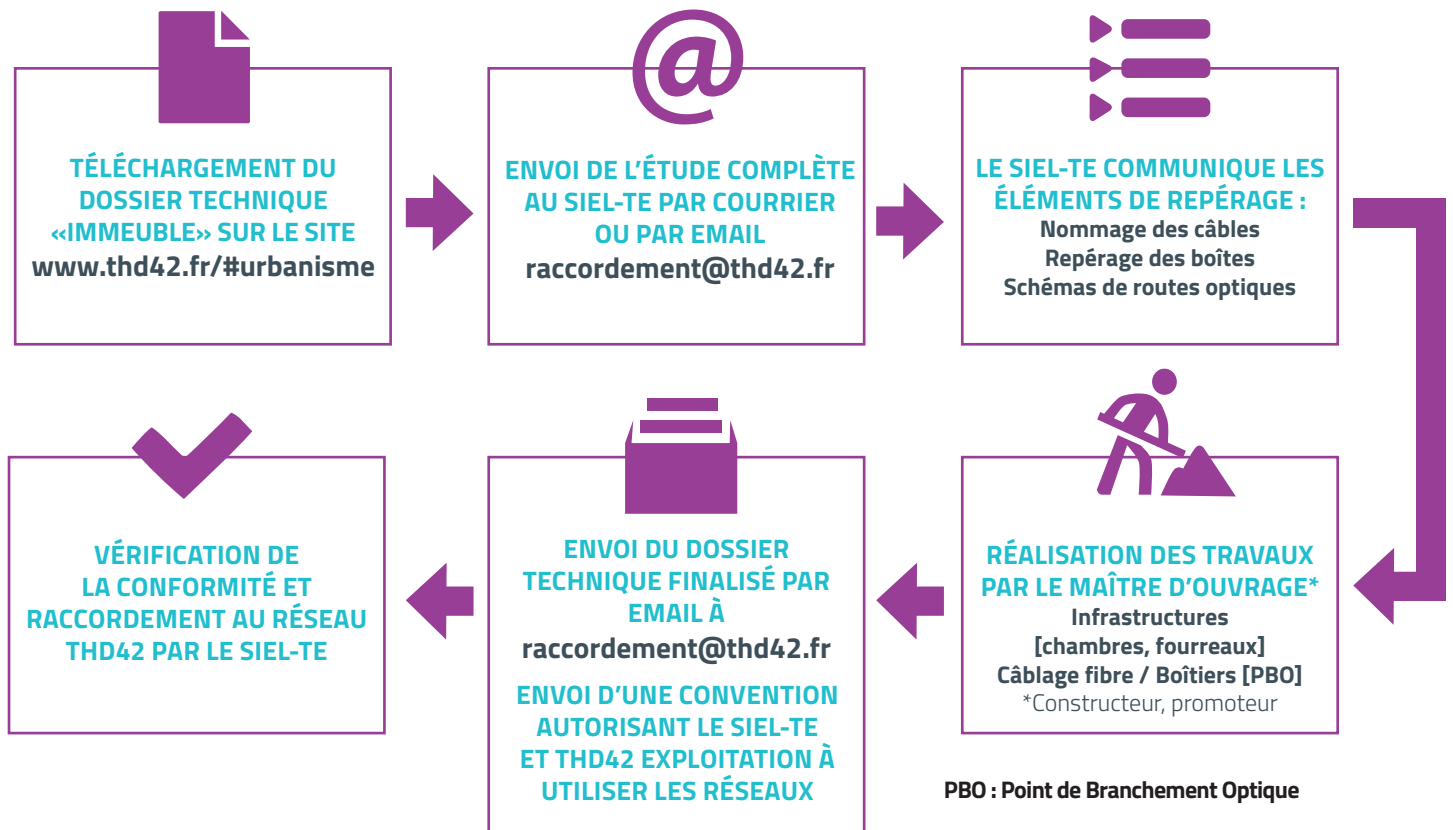 TÉLÉCHARGEMENT DU
DOSSIER TECHNIQUE
«IMMEUBLE» SUR LE SITE
www.thd42.fr/#urbanisme
@
ENVOI DE L'ÉTUDE COMPLÈTE
AU SIEL-TE PAR COURRIER
OU PAR EMAIL
raccordement@thd42.fr
LE SIEL-TE COMMUNIQUE LES
ÉLÉMENTS DE REPÉRAGE :
Nommage des câbles
Repérage des boîtes
Schémas de routes optiques
RÉALISATION DES TRAVAUX
PAR LE MAÎTRE D'OUVRAGE*
Infrastructures
[chambres, fourreaux]
Câblage fibre / Boîtiers [PBO]
*Constructeur, promoteur
ENVOI DU DOSSIER
TECHNIQUE FINALISÉ PAR
EMAIL À
raccordement@thd42.fr
ENVOI D'UNE CONVENTION
AUTORISANT LE SIEL-TE
ET THD42 EXPLOITATION À
UTILISER LES RÉSEAUX
VÉRIFICATION DE
LA CONFORMITÉ ET
RACCORDEMENT AU RÉSEAU
THD42 PAR LE SIEL-TE
PBO : Point de Branchement Optique